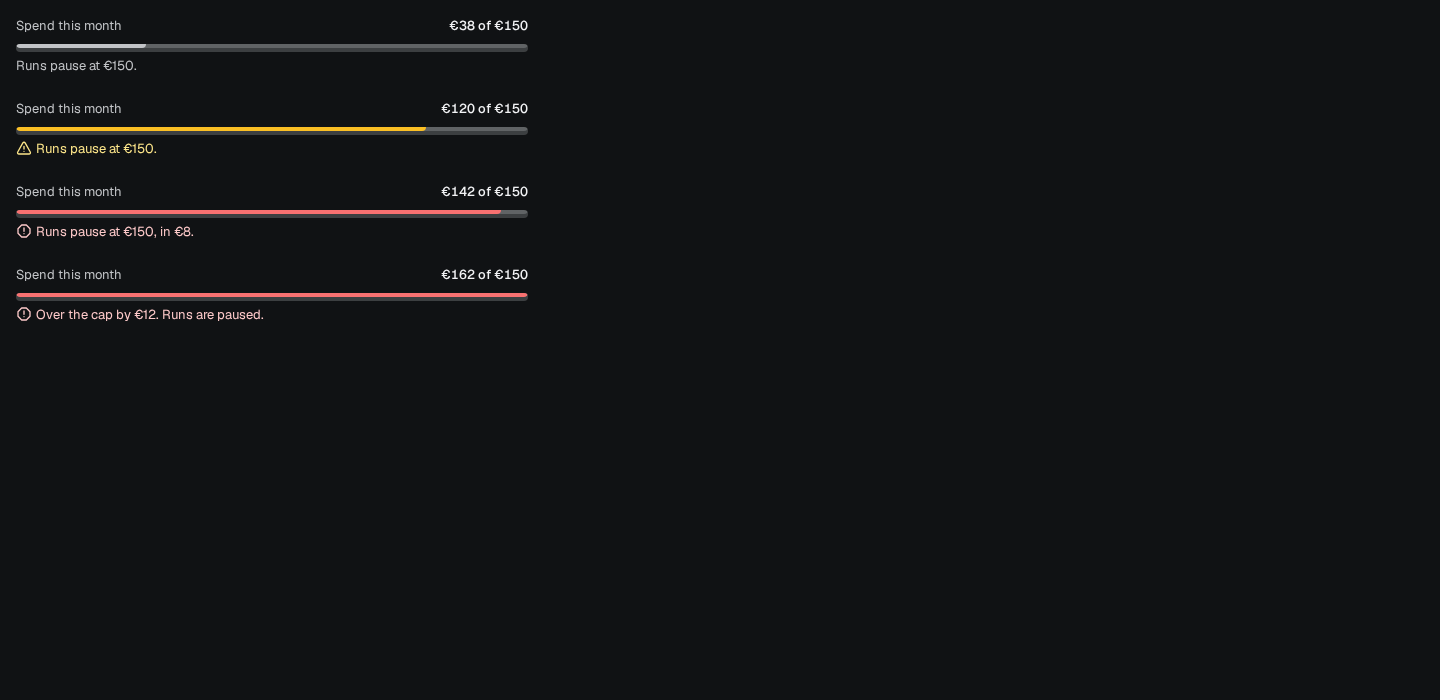 Spend this month €38 of €150
Runs pause at €150.
Spend this month €120 of €150
Runs pause at €150.
Spend this month €142 of €150
Runs pause at €150, in €8.
Spend this month €162 of €150
Over the cap by €12. Runs are paused.